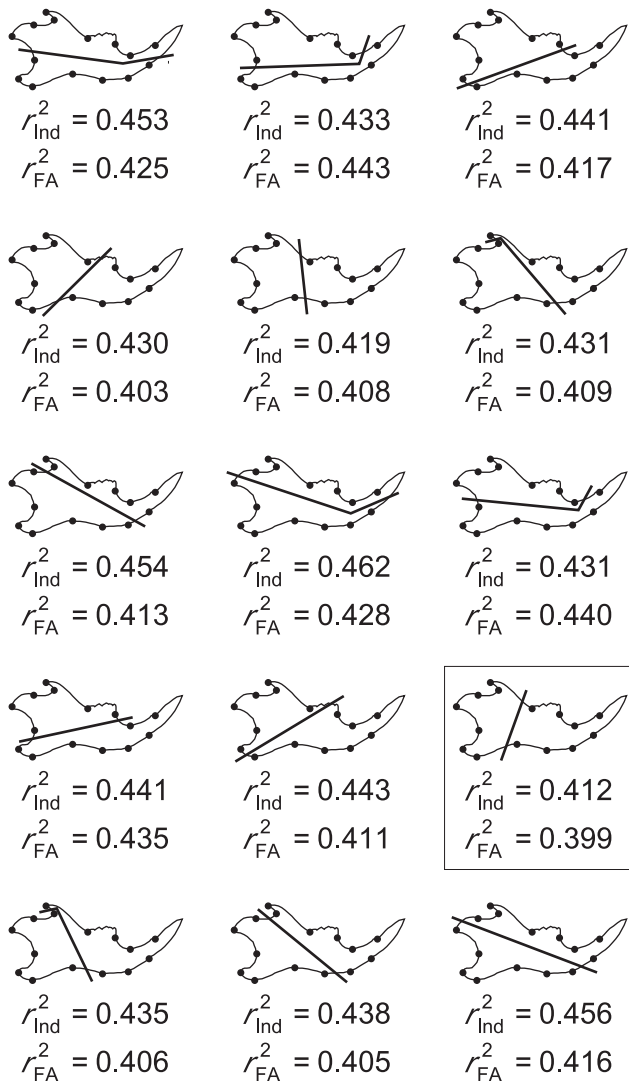 r²Ind = 0.453 r²Ind = 0.433 r²Ind = 0.441
r²FA = 0.425 r²FA = 0.443 r²FA = 0.417
r²Ind = 0.430 r²Ind = 0.419 r²Ind = 0.431
r²FA = 0.403 r²FA = 0.408 r²FA = 0.409
r²Ind = 0.454 r²Ind = 0.462 r²Ind = 0.431
r²FA = 0.413 r²FA = 0.428 r²FA = 0.440
r²Ind = 0.441 r²Ind = 0.443 r²Ind = 0.412
r²FA = 0.435 r²FA = 0.411 r²FA = 0.399
r²Ind = 0.435 r²Ind = 0.438 r²Ind = 0.456
r²FA = 0.406 r²FA = 0.405 r²FA = 0.416